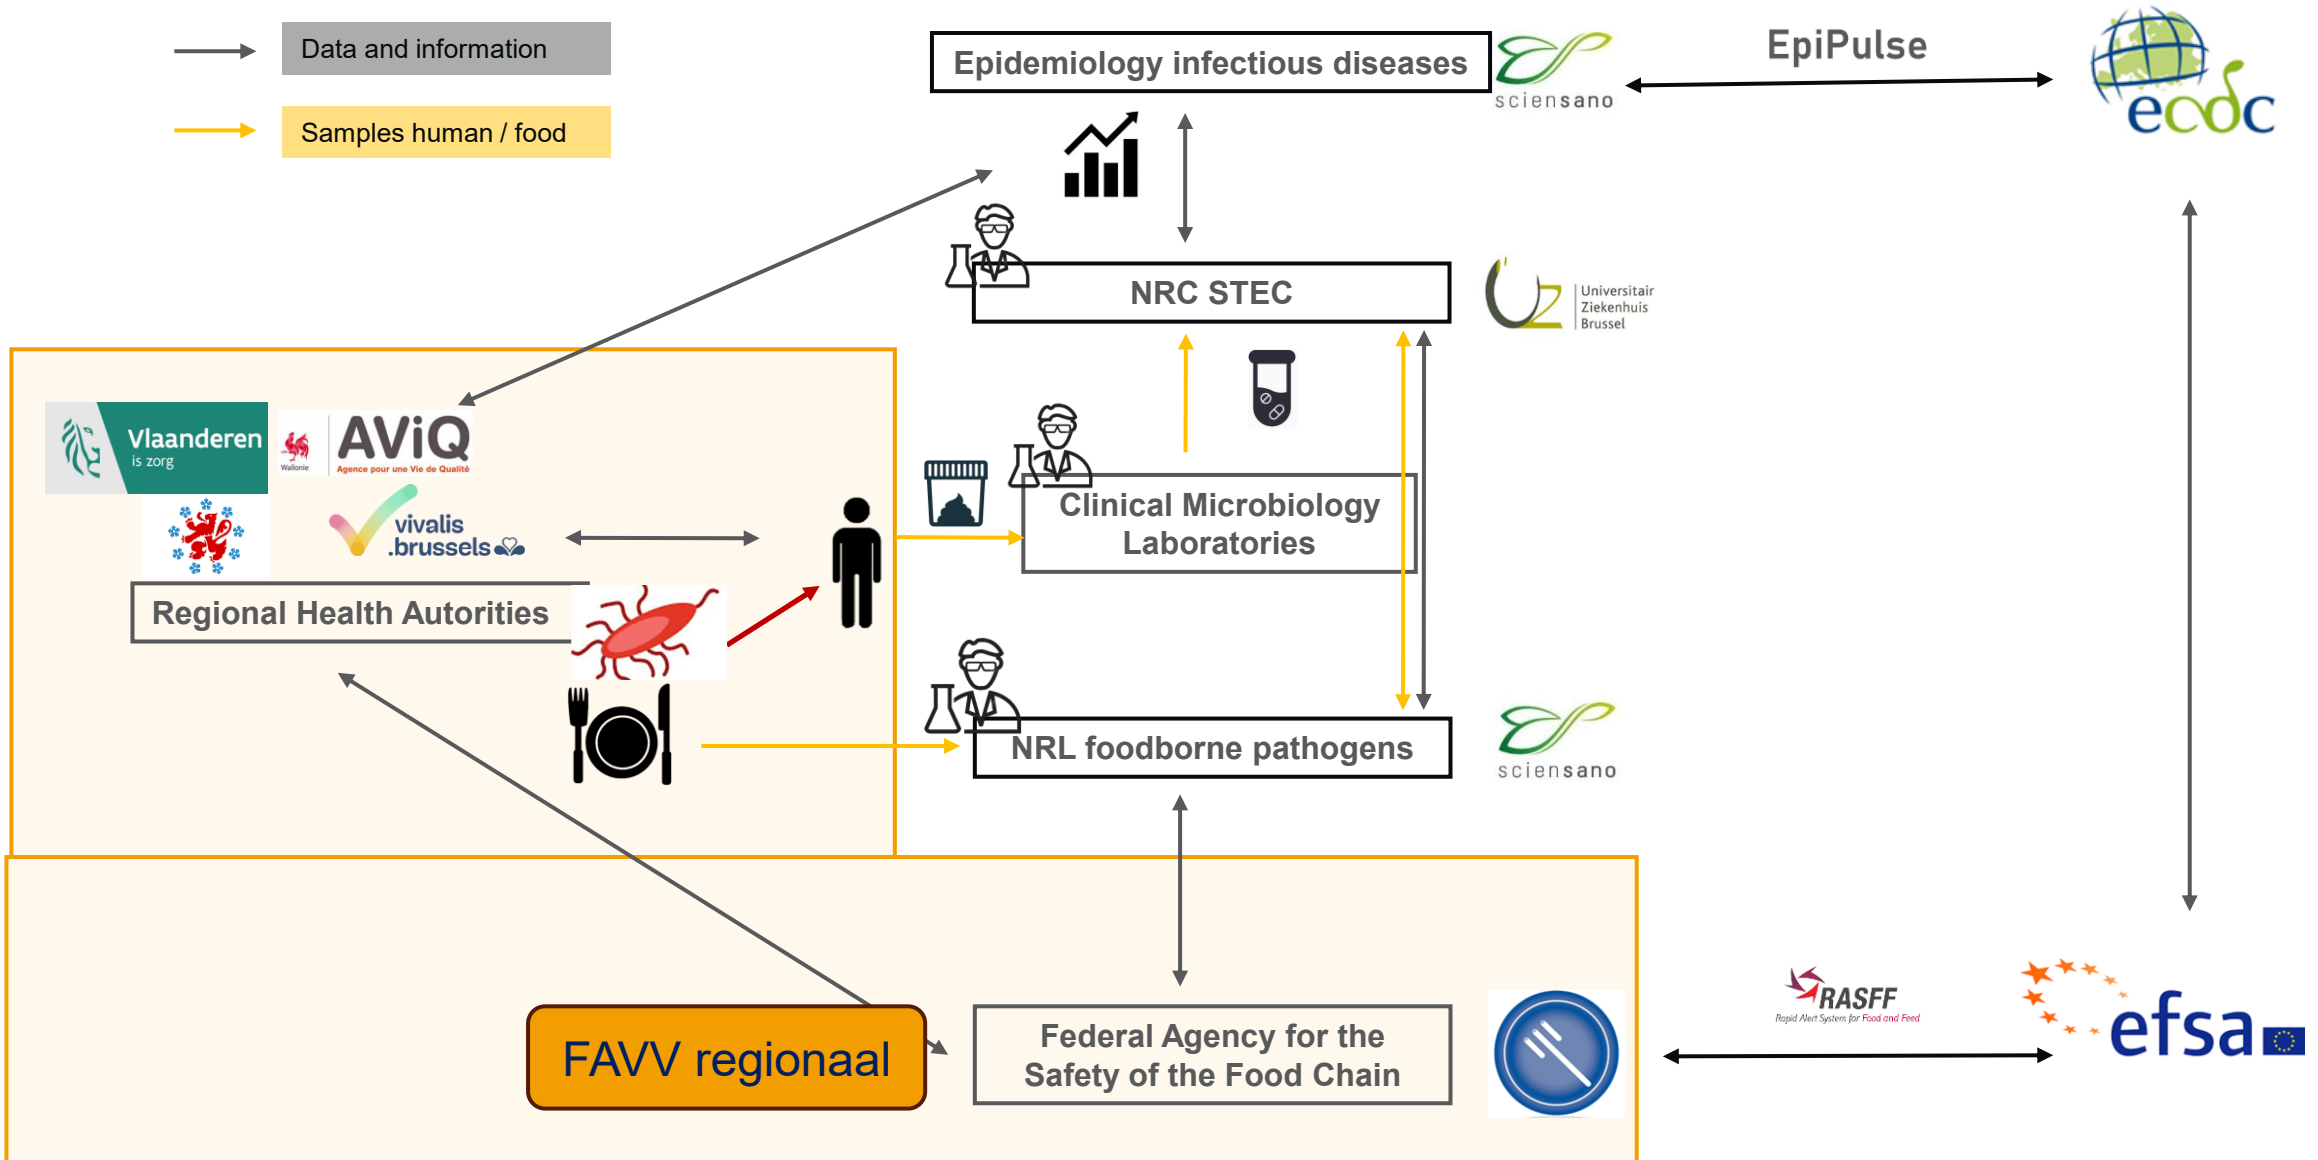 Data and information
Samples human / food
Epidemiology infectious diseases
sciensano
EpiPulse
ecdc
NRC STEC
UZ
Universitair
Ziekenhuis
Brussel
Vlaanderen
is zorg
Wallonie
AViQ
Agence pour une Vie de Qualité
vivalis
.brussels
Regional Health Autorities
Clinical Microbiology
Laboratories
NRL foodborne pathogens
sciensano
FAVV regionaal
Federal Agency for the
Safety of the Food Chain
RASFF
Rapid Alert System for Food and Feed
efsa